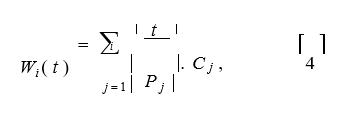 W_i(t) = ∑_{j=1}^{i} ⌈ t / P_j ⌉ . C_j , ⌈4⌉